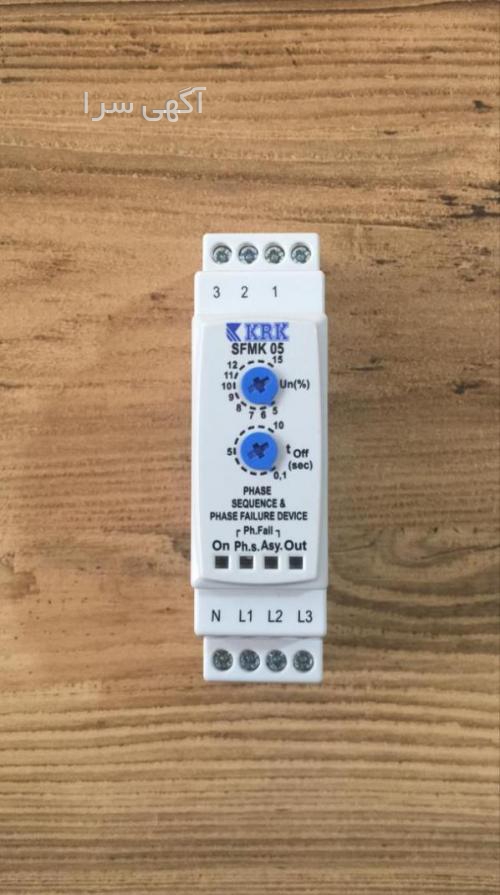 آگهی سرا
3 2 1
KRK
SFMK 05
15
12
11
10
9
8
7
6
5
Un(%)
10
5
0,1
t Off
(sec)
PHASE
SEQUENCE &
PHASE FAILURE DEVICE
Ph.Fail
On Ph.s. Asy. Out
N L1 L2 L3